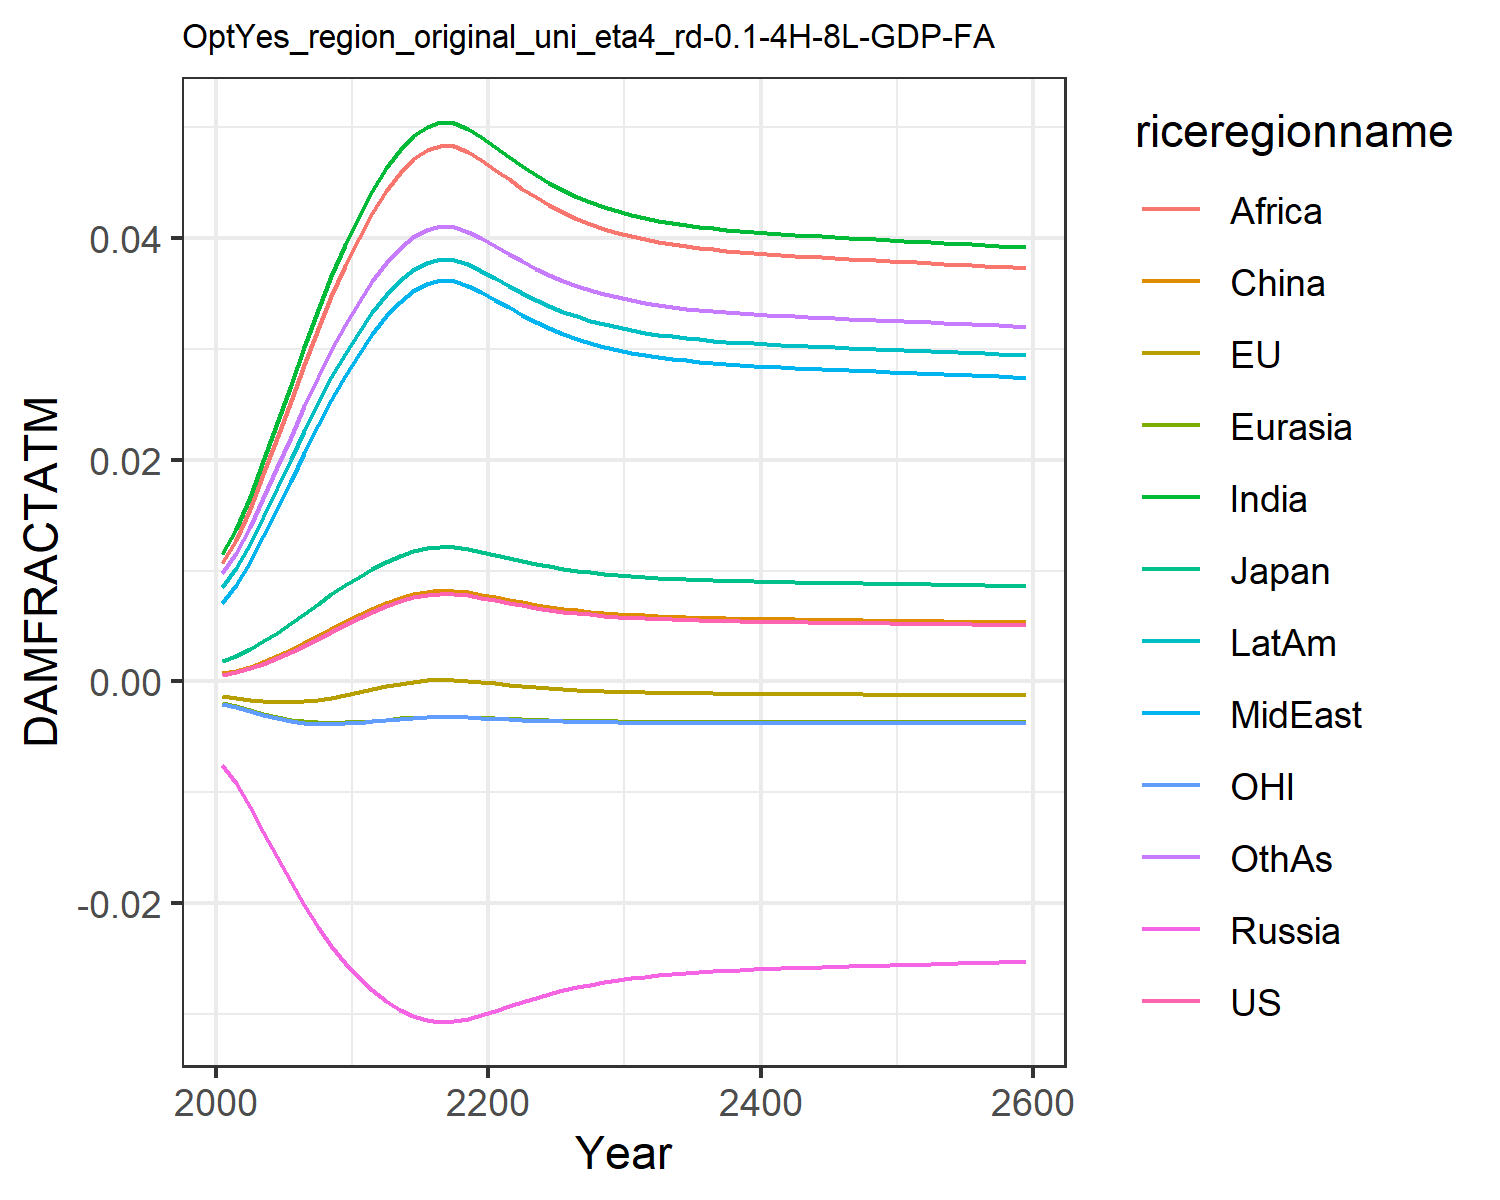 OptYes_region_original_uni_eta4_rd-0.1-4H-8L-GDP-FA
DAMFRACTATM
0.04
0.02
0.00
-0.02
2000 2200 2400 2600
Year
riceregionname
Africa
China
EU
Eurasia
India
Japan
LatAm
MidEast
OHI
OthAs
Russia
US